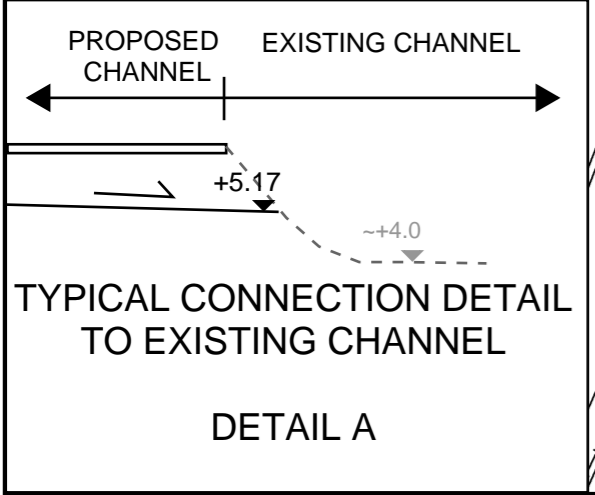 PROPOSED
CHANNEL
EXISTING CHANNEL
+5.17
~+4.0
TYPICAL CONNECTION DETAIL
TO EXISTING CHANNEL
DETAIL A